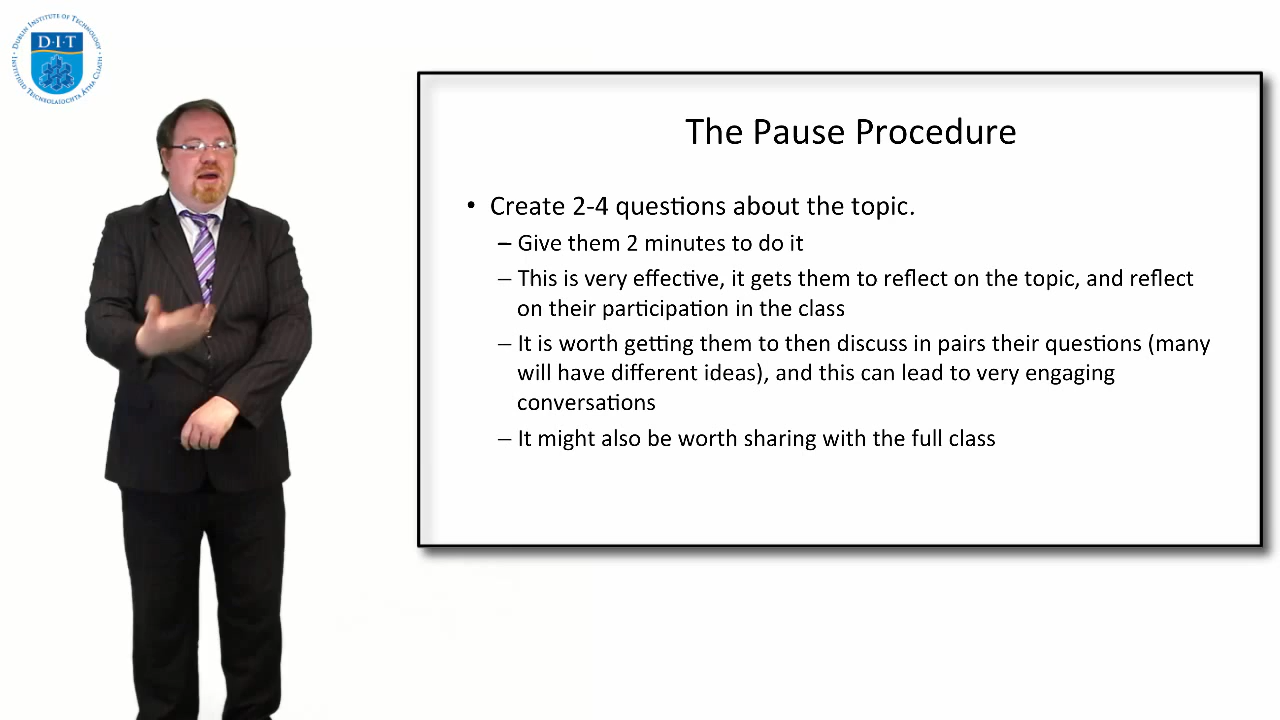 DUBLIN INSTITUTE OF TECHNOLOGY
D·I·T
INSTITIÚID TEICNEOLAÍOCHTA ÁTHA CLIATH
The Pause Procedure
• Create 2-4 questions about the topic.
– Give them 2 minutes to do it
– This is very effective, it gets them to reflect on the topic, and reflect
on their participation in the class
– It is worth getting them to then discuss in pairs their questions (many
will have different ideas), and this can lead to very engaging
conversations
– It might also be worth sharing with the full class